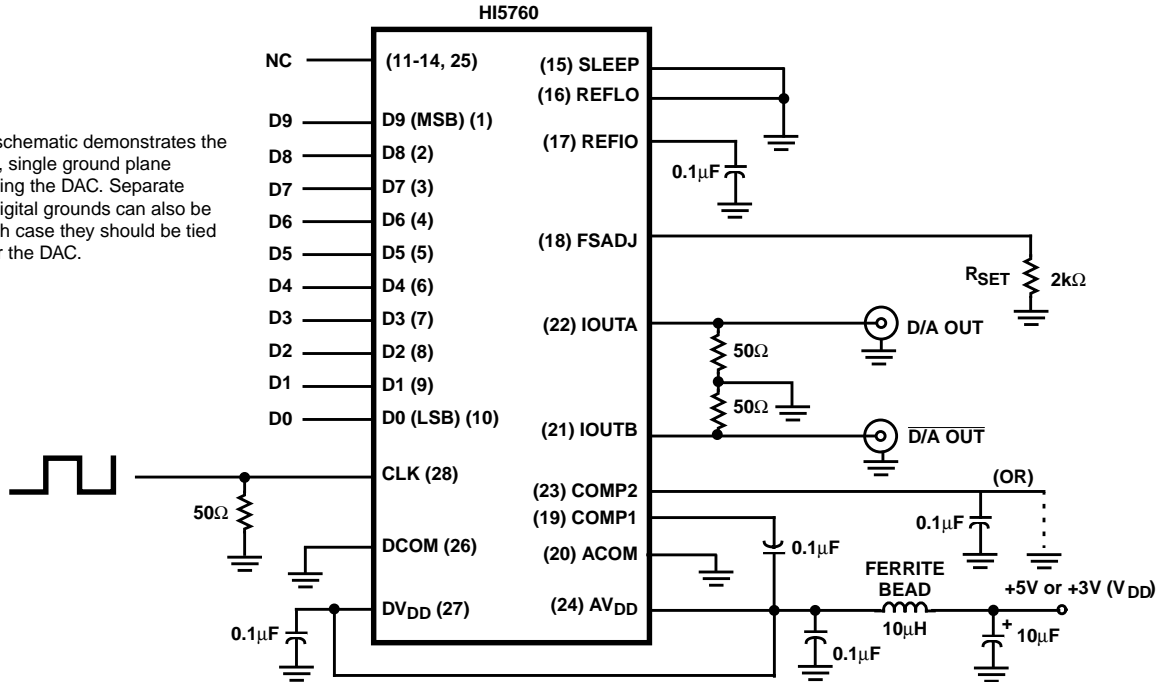 HI5760
NC
(11-14, 25)
(15) SLEEP
(16) REFLO
D9
D9 (MSB) (1)
schematic demonstrates the
, single ground plane
ing the DAC. Separate
igital grounds can also be
h case they should be tied
r the DAC.
D8
D8 (2)
(17) REFIO
0.1μF
D7
D7 (3)
D6
D6 (4)
D5
D5 (5)
(18) FSADJ
RSET
2kΩ
D4
D4 (6)
D3
D3 (7)
(22) IOUTA
D/A OUT
D2
D2 (8)
50Ω
D1
D1 (9)
D0
D0 (LSB) (10)
50Ω
(21) IOUTB
D/A OUT
CLK (28)
50Ω
(23) COMP2
(OR)
0.1μF
(19) COMP1
0.1μF
DCOM (26)
(20) ACOM
FERRITE
BEAD
+5V or +3V (VDD)
DVDD (27)
(24) AVDD
0.1μF
10μH
+
10μF
0.1μF